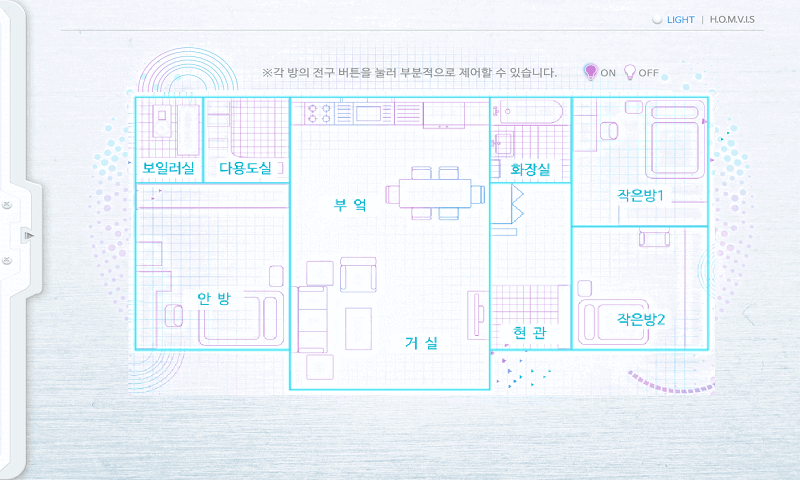 LIGHT | H.O.M.V.I.S
※각 방의 전구 버튼을 눌러 부분적으로 제어할 수 있습니다. ON OFF
보일러실 다용도실 화장실
작은방1
부 엌
안 방
작은방2
현 관
거 실